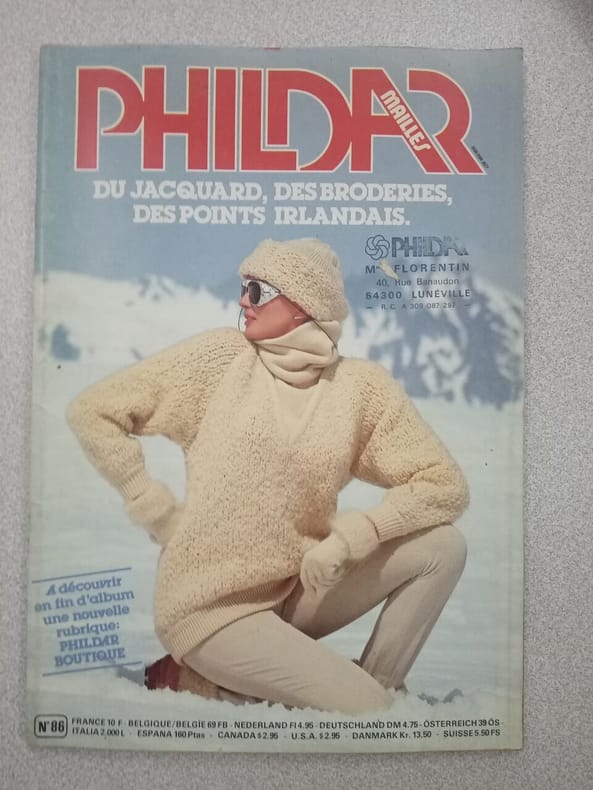 PHILDAR
MAILLES
DU JACQUARD, DES BRODERIES,
DES POINTS IRLANDAIS.
PHILDAR
FLORENTIN
40, Rue Banaudon
54300 LUNÉVILLE
R.C. A 309 087 297
A découvrir
en fin d'album
une nouvelle
rubrique:
PHILDAR
BOUTIQUE
N°86
FRANCE 10 F - BELGIQUE/BELGÏE 69 FB - NEDERLAND Fl 4.95 - DEUTSCHLAND DM 4.75 - ÖSTERREICH 39 ÖS -
ITALIA 2,000 L - ESPANA 160 Ptas - CANADA $ 2.95 - U.S.A. $ 2.95 - DANMARK Kr. 13,50 - SUISSE 5.50 FS